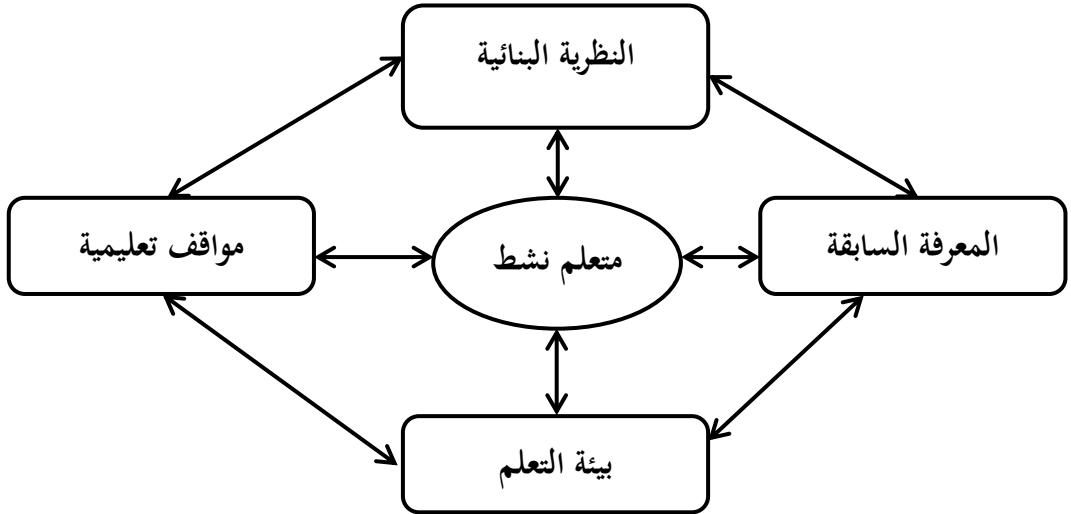 النظرية البنائية
المعرفة السابقة
متعلم نشط
مواقف تعليمية
بيئة التعلم